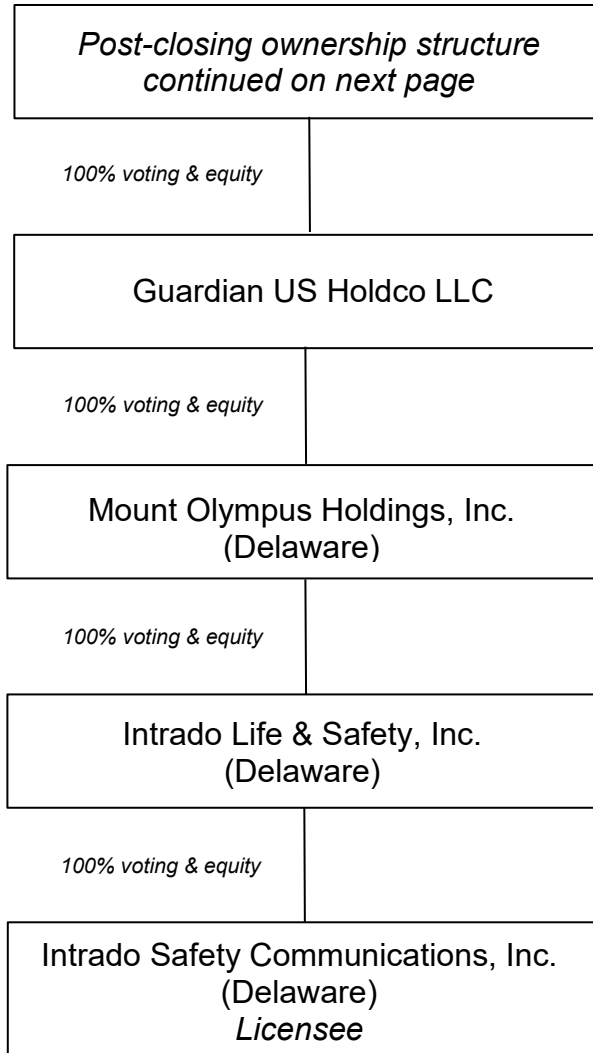 Post-closing ownership structure
continued on next page
100% voting & equity
Guardian US Holdco LLC
100% voting & equity
Mount Olympus Holdings, Inc.
(Delaware)
100% voting & equity
Intrado Life & Safety, Inc.
(Delaware)
100% voting & equity
Intrado Safety Communications, Inc.
(Delaware)
Licensee